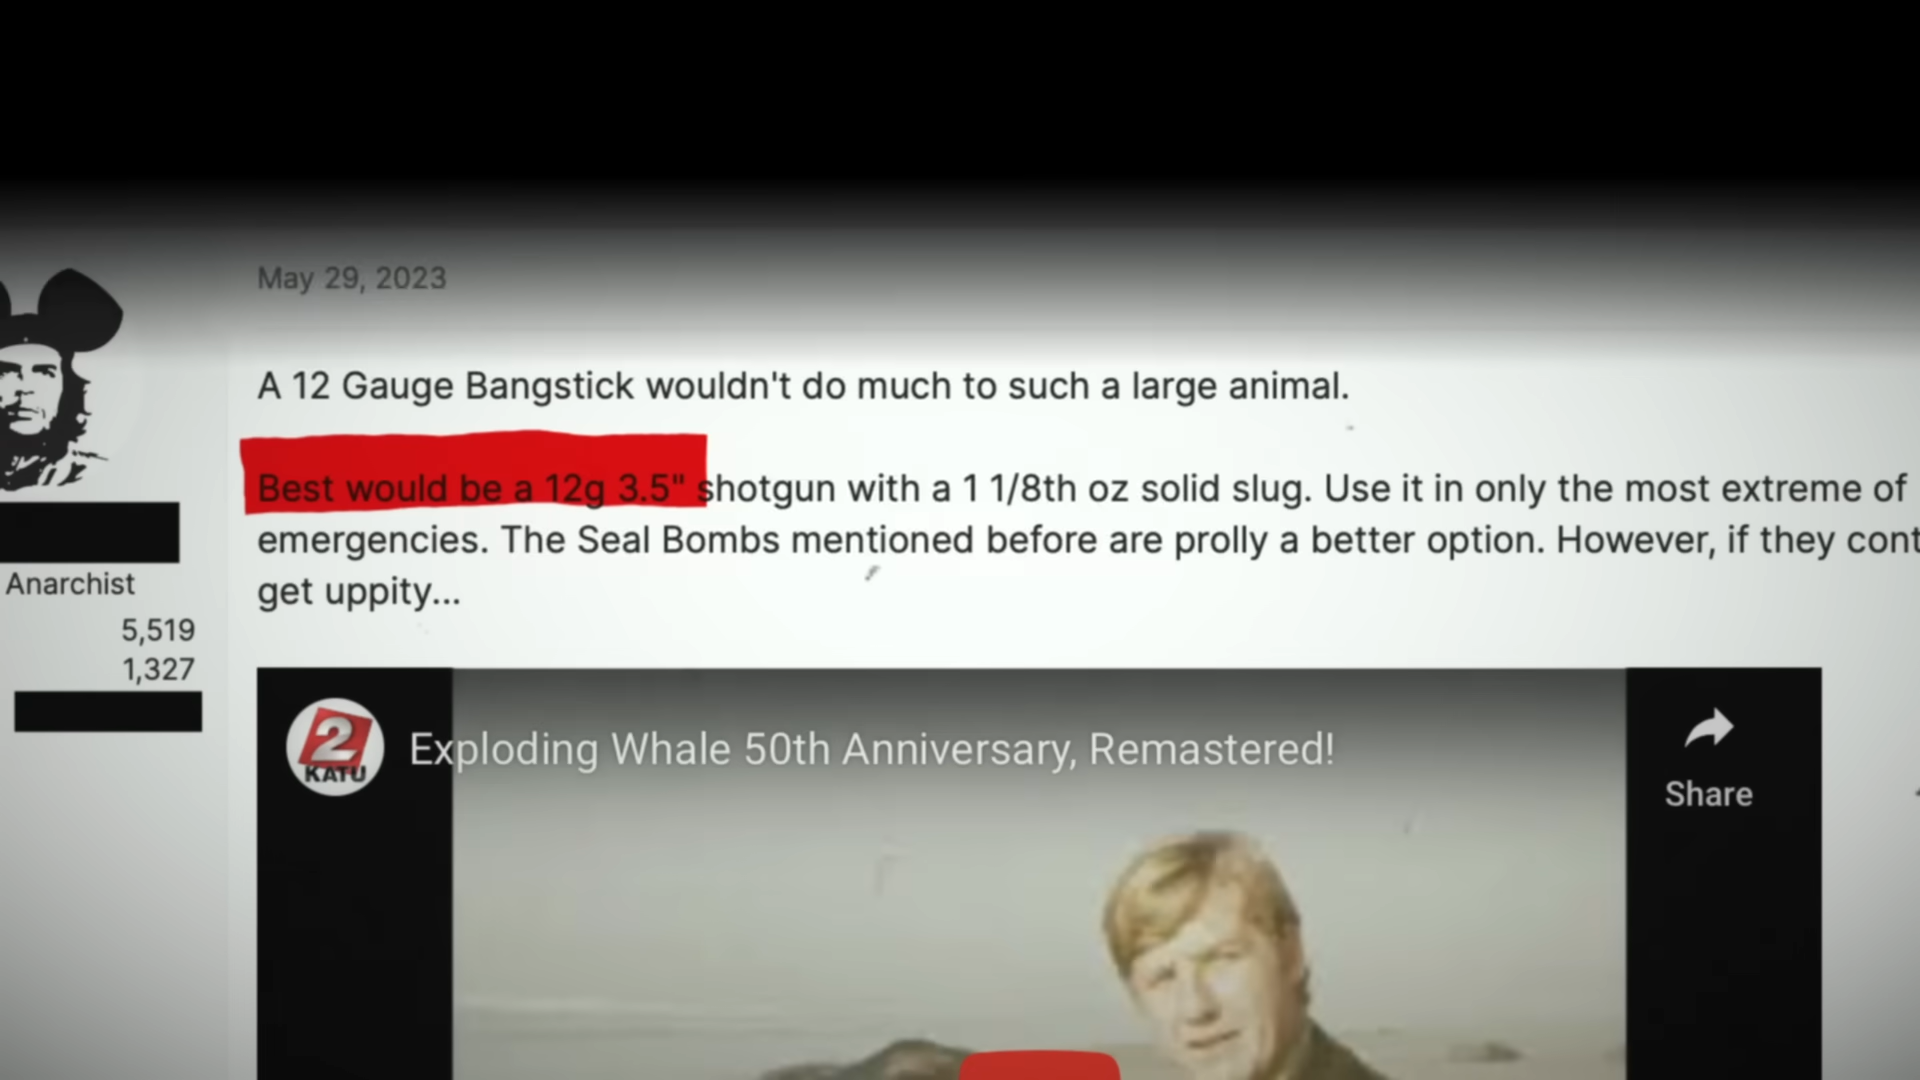 May 29, 2023
A 12 Gauge Bangstick wouldn't do much to such a large animal.
Best would be a 12g 3.5" shotgun with a 1 1/8th oz solid slug. Use it in only the most extreme of
emergencies. The Seal Bombs mentioned before are prolly a better option. However, if they cont
get uppity...
Anarchist
5,519
1,327
2
KATU
Exploding Whale 50th Anniversary, Remastered!
Share